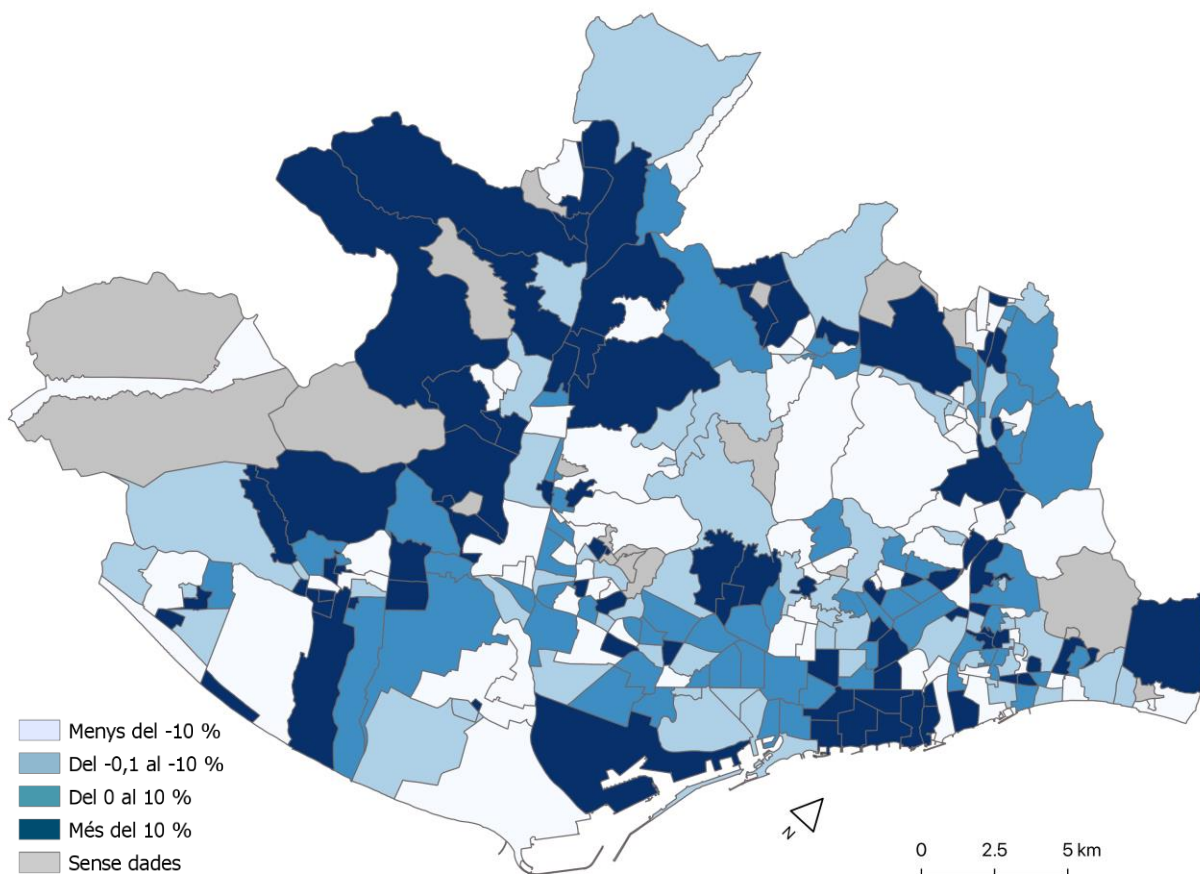 Menys del -10 %
Del -0,1 al -10 %
Del 0 al 10 %
Més del 10 %
Sense dades
N
0 2.5 5 km